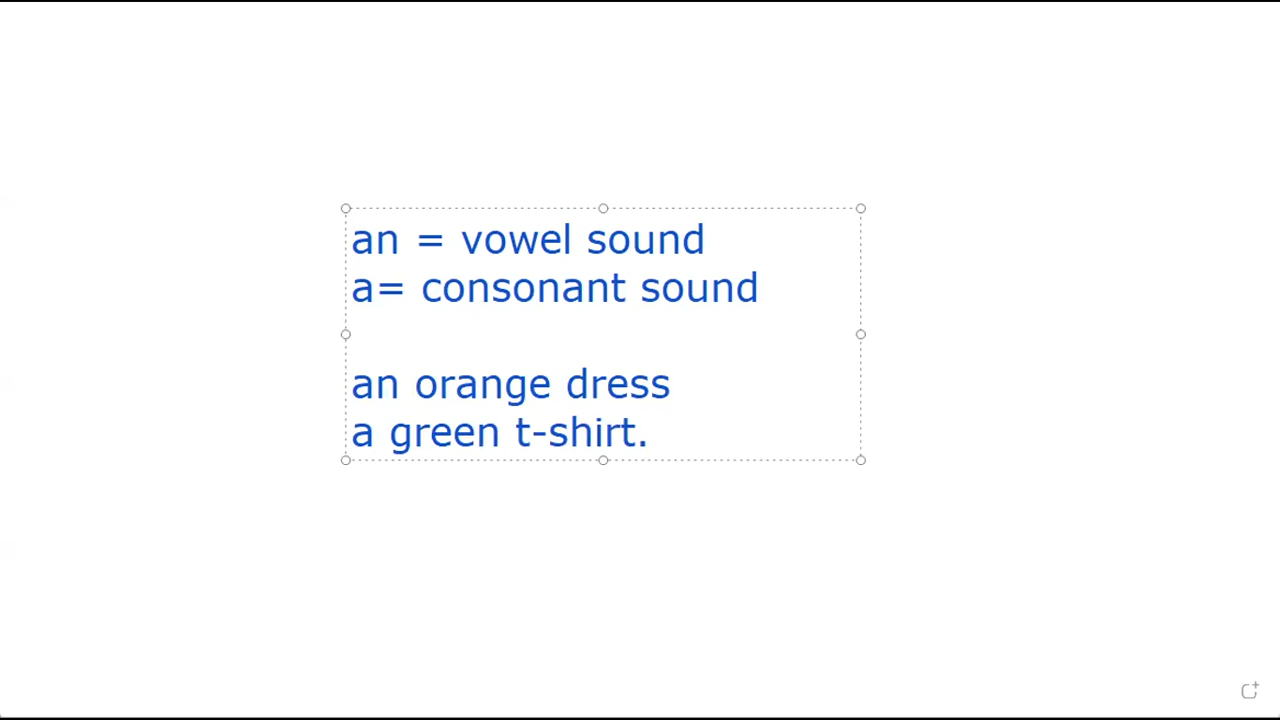 an = vowel sound
a= consonant sound
an orange dress
a green t-shirt.